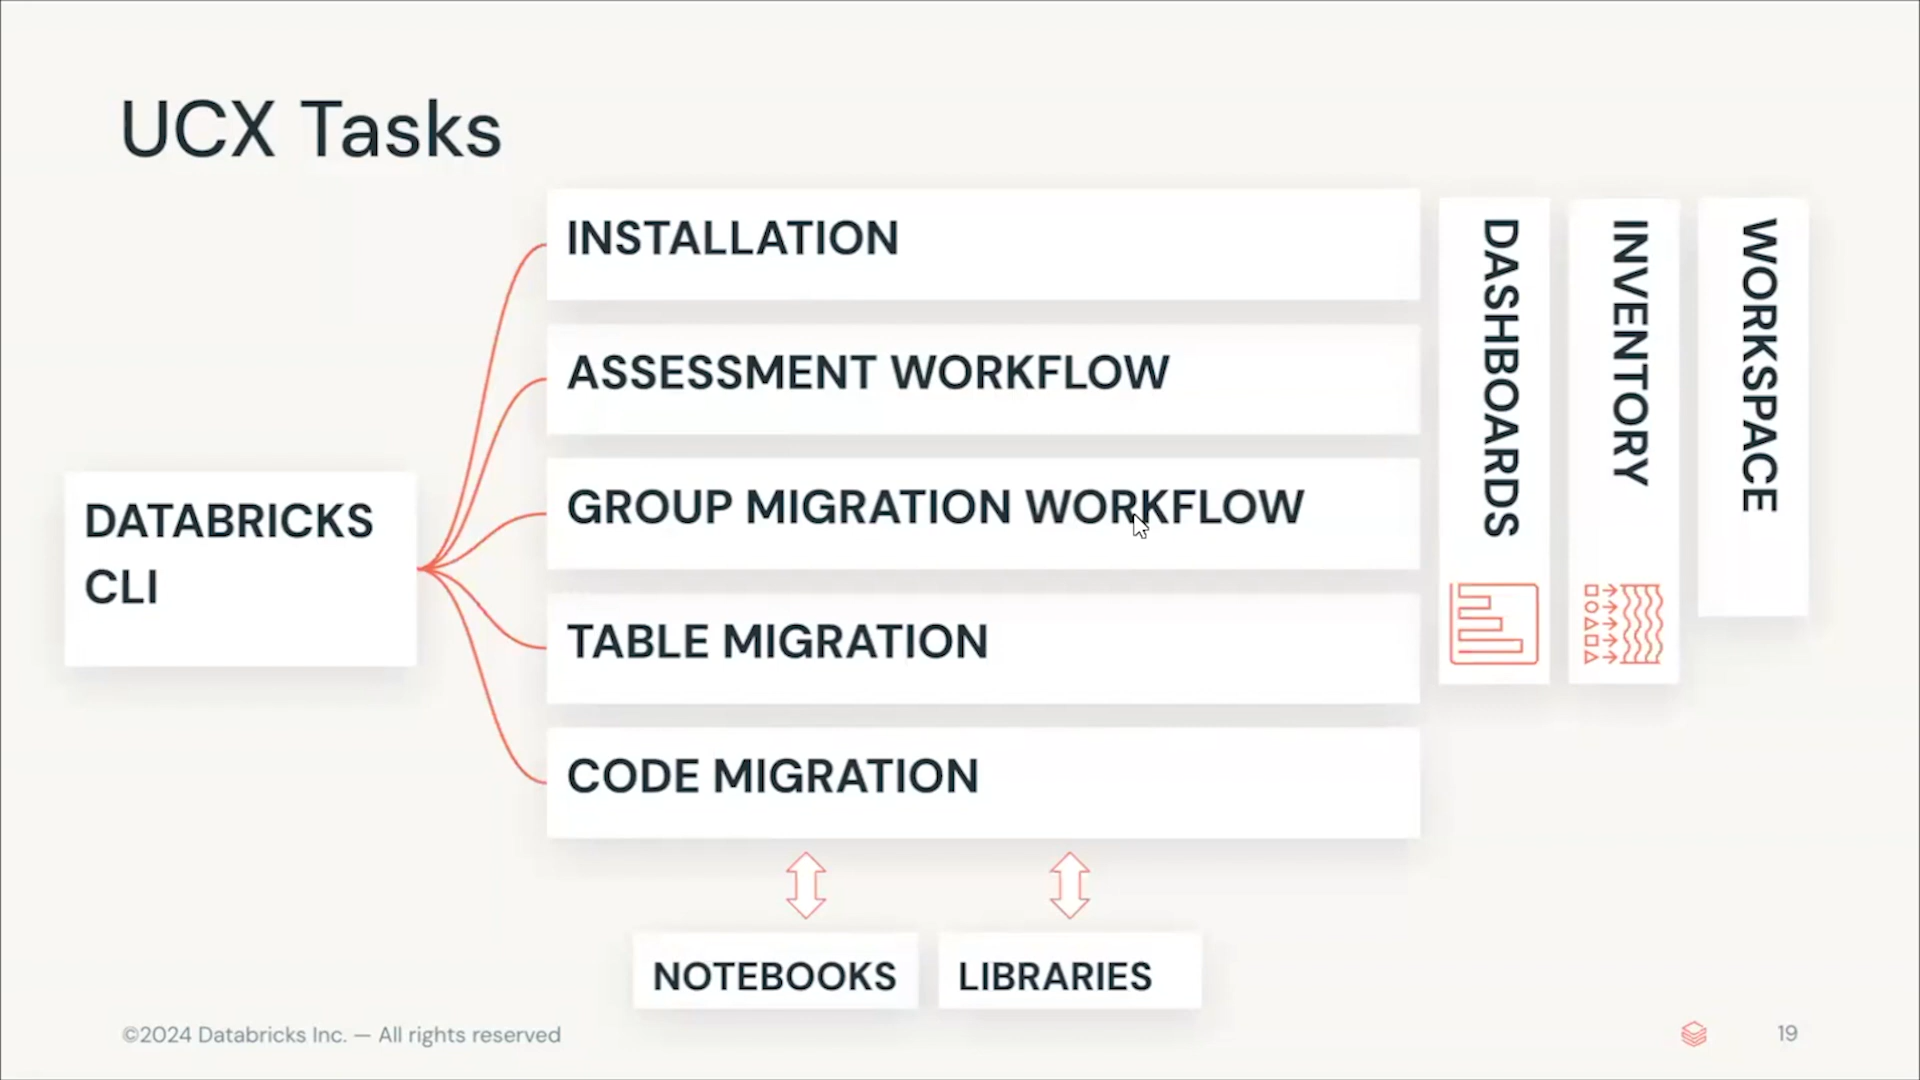 UCX Tasks
DATABRICKS
CLI
INSTALLATION
ASSESSMENT WORKFLOW
GROUP MIGRATION WORKFLOW
TABLE MIGRATION
CODE MIGRATION
DASHBOARDS
INVENTORY
WORKSPACE
NOTEBOOKS
LIBRARIES
©2024 Databricks Inc. — All rights reserved
19